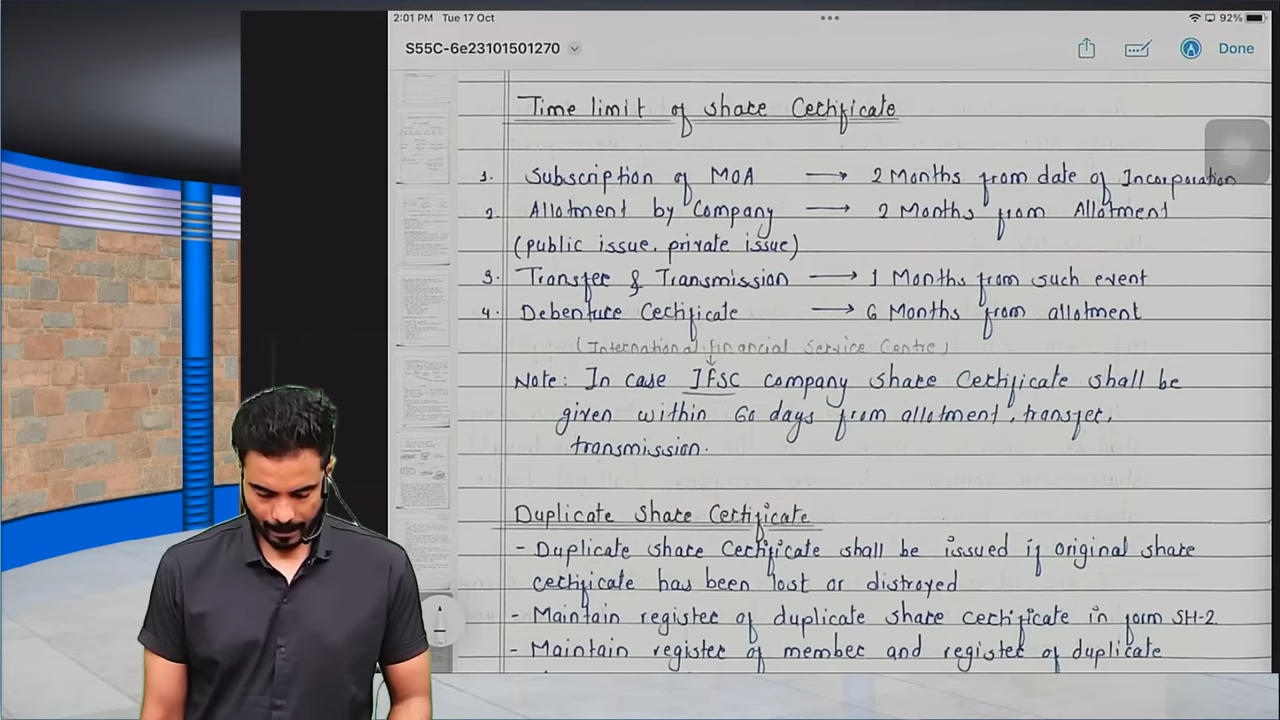 2:01 PM Tue 17 Oct
92%
S55C-6e23101501270
Done
Time limit of share Certificate
1. Subscription of MOA → 2 Months from date of Incorporation
2. Allotment by Company → 2 Months from Allotment
(public issue, private issue)
3. Transfer & Transmission → 1 Months from such event
4. Debenture Certificate → 6 Months from allotment
(International Financial Service Centre)
Note: In case IFSC company share Certificate shall be
given within 60 days from allotment, transfer,
transmission.
Duplicate Share Certificate
- Duplicate share Certificate shall be issued if original share
certificate has been lost or distroyed
- Maintain register of duplicate share certificate in form SH-2.
- Maintain register of member and register of duplicate